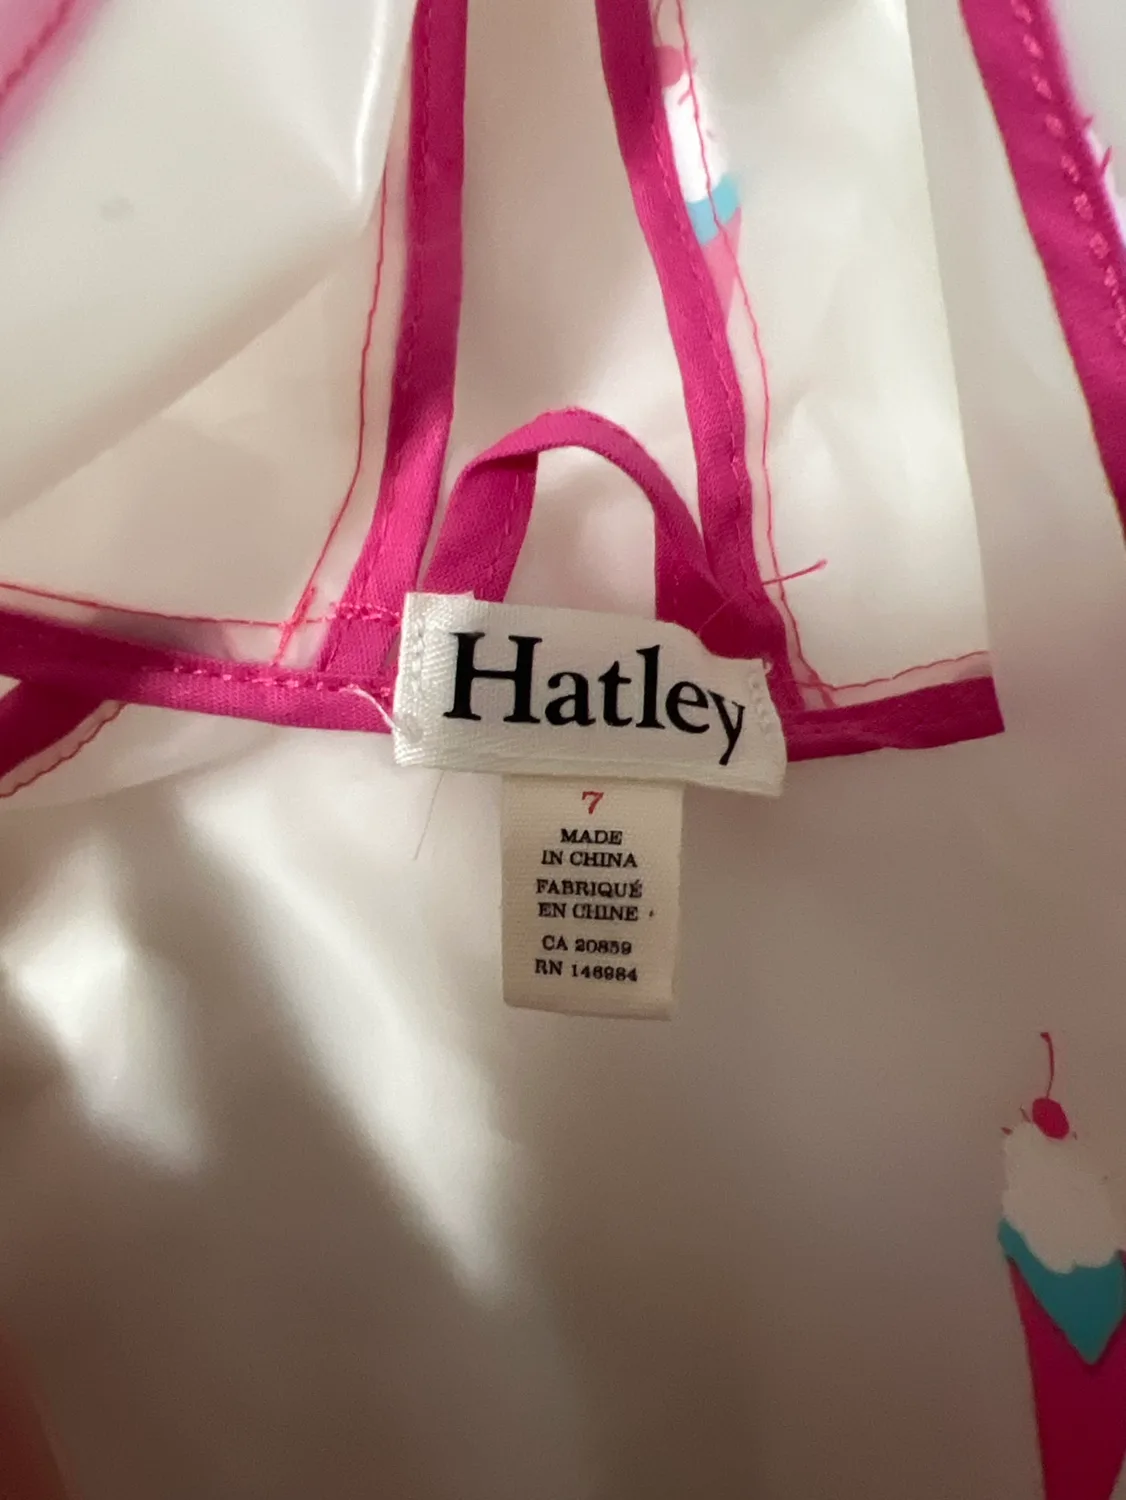 Hatley
7
MADE
IN CHINA
FABRIQUÉ
EN CHINE
CA 20859
RN 146984